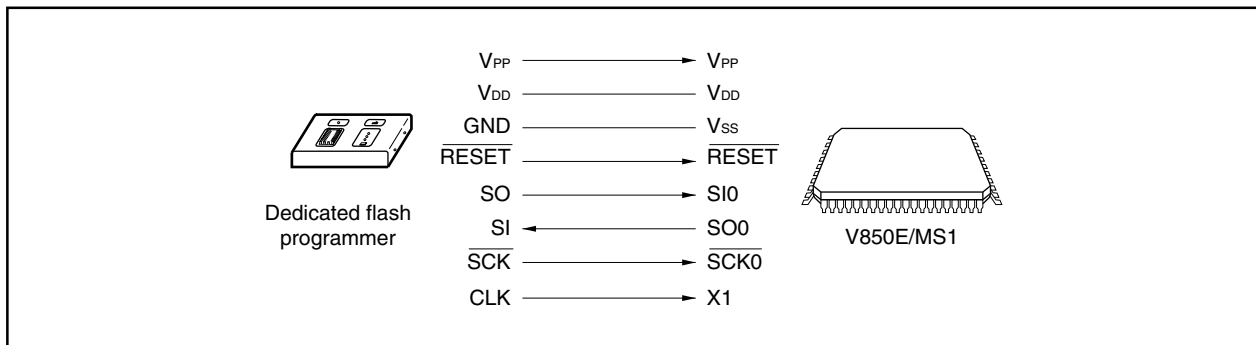 VPP VPP
VDD VDD
GND VSS
RESET RESET
SO SI0
SI SO0
SCK SCK0
CLK X1
Dedicated flash
programmer
V850E/MS1